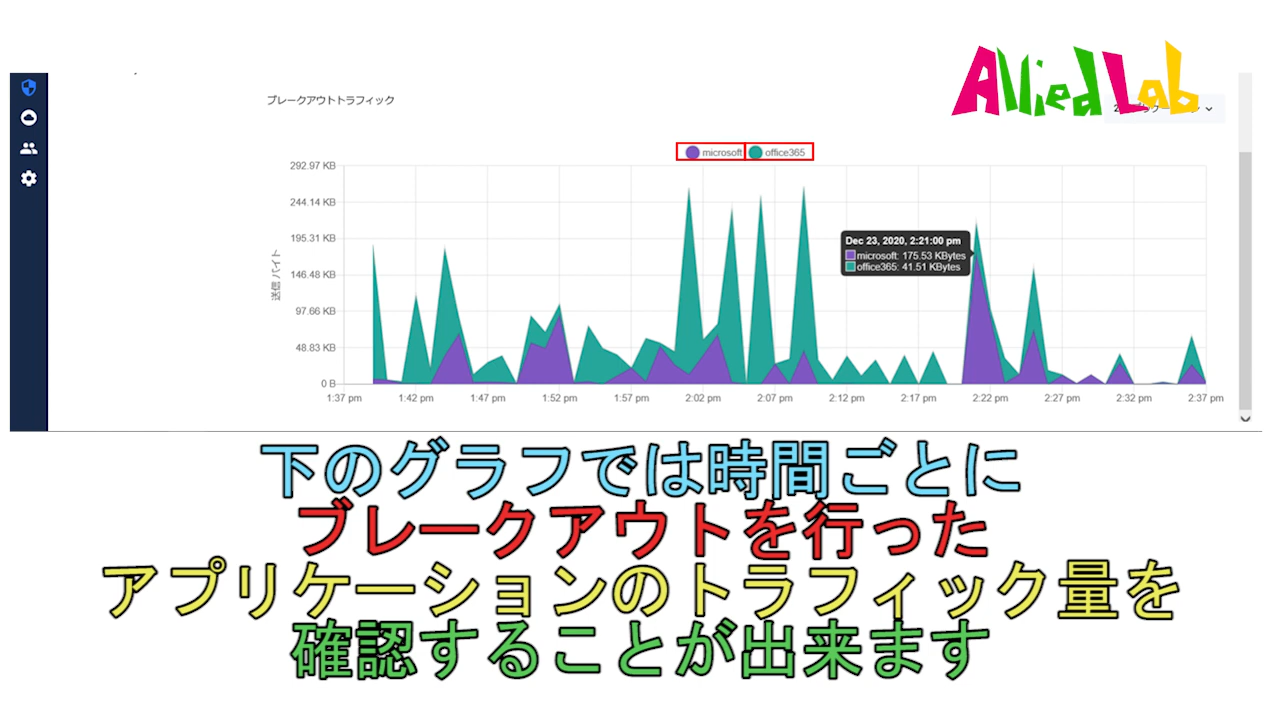 AlliedLab
ブレークアウトトラフィック
microsoft office365
292.97 KB
244.14 KB
195.31 KB
146.48 KB
97.66 KB
48.83 KB
0 B
送信 バイト
Dec 23, 2020, 2:21:00 pm
microsoft: 175.53 KBytes
office365: 41.51 KBytes
1:37 pm 1:42 pm 1:47 pm 1:52 pm 1:57 pm 2:02 pm 2:07 pm 2:12 pm 2:17 pm 2:22 pm 2:27 pm 2:32 pm 2:37 pm
下のグラフでは時間ごとに
ブレークアウトを行った
アプリケーションのトラフィック量を
確認することが出来ます